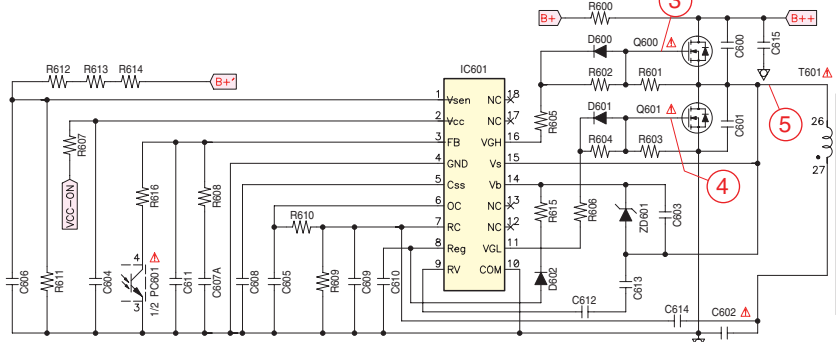 B+
R600
3
B++
D600
Q600
C600
C615
IC601
T601
R612
R613
R614
B+′
R602
R601
1
Vsen
NC
18
D601
Q601
2
Vcc
NC
17
R605
C601
5
26
R607
3
FB
VGH
16
R604
R603
4
GND
Vs
15
27
VCC-ON
R616
R608
5
Css
Vb
14
4
6
OC
NC
13
R615
R606
ZD601
C603
R610
7
RC
NC
12
8
Reg
VGL
11
4
9
RV
COM
10
C606
R611
C604
3
1/2 PC601
C611
C607A
C608
C605
R609
C609
C610
D602
C613
C612
C614
C602